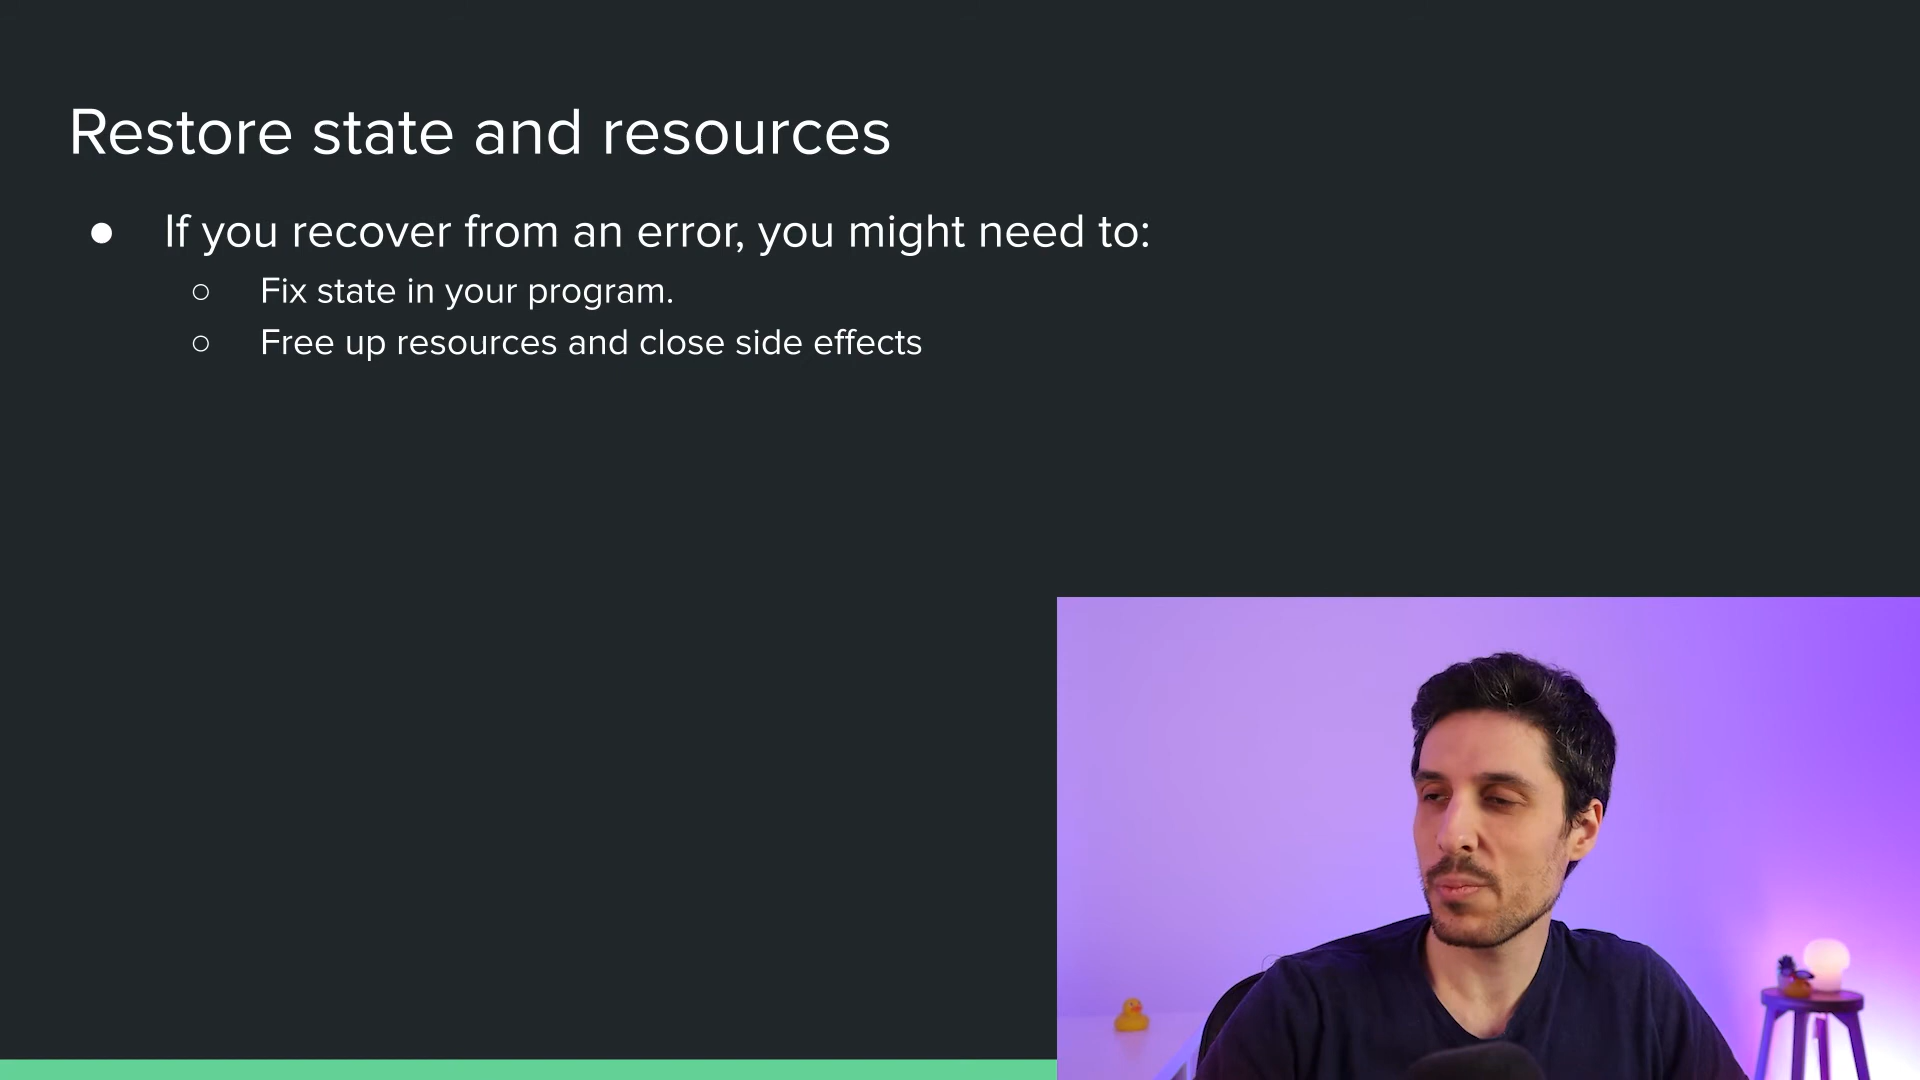 Restore state and resources
● If you recover from an error, you might need to:
○ Fix state in your program.
○ Free up resources and close side effects